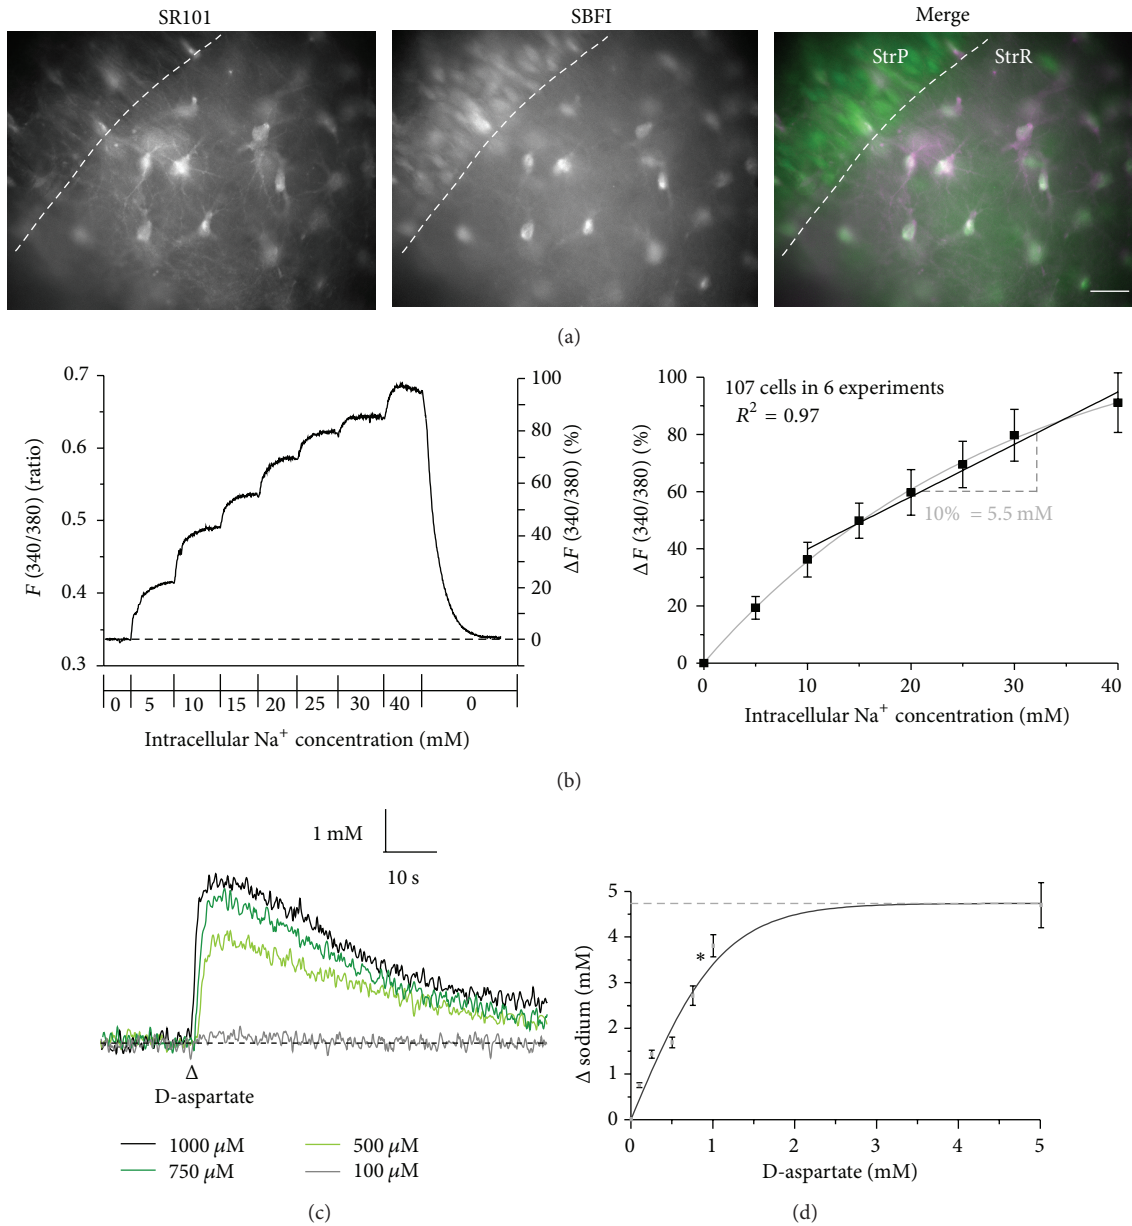 SR101 SBFI Merge
StrP StrR
(a)
0.7
0.6
0.5
0.4
0.3
F (340/380) (ratio)
100
80
60
40
20
0
ΔF (340/380) (%)
0 5 10 15 20 25 30 40 0
Intracellular Na⁺ concentration (mM)
107 cells in 6 experiments
R² = 0.97
10% = 5.5 mM
100
80
60
40
20
0
ΔF (340/380) (%)
0 10 20 30 40
Intracellular Na⁺ concentration (mM)
(b)
1 mM
10 s
Δ
D-aspartate
1000 μM 500 μM
750 μM 100 μM
(c)
5
4
3
2
1
0
Δ sodium (mM)
*
0 1 2 3 4 5
D-aspartate (mM)
(d)